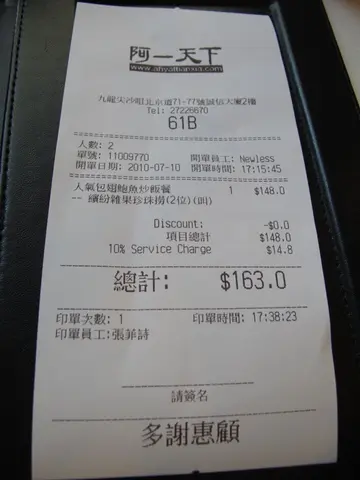 阿一天下
www.ahyattianxia.com
九龍尖沙咀北京道71-77號誠信大廈2樓
Tel: 27226670
61B
人數: 2
單號: 11009770 開單員工: Newless
開單日期: 2010-07-10 開單時間: 17:15:45
人氣包翅鮑魚炒飯餐 1 $148.0
-- 繽紛雜果珍珠撈(2位)(叫)
Discount: -$0.0
項目總計 $148.0
10% Service Charge $14.8
總計: $163.0
印單次數: 1 印單時間: 17:38:23
印單員工:張菲詩
請簽名
多謝惠顧